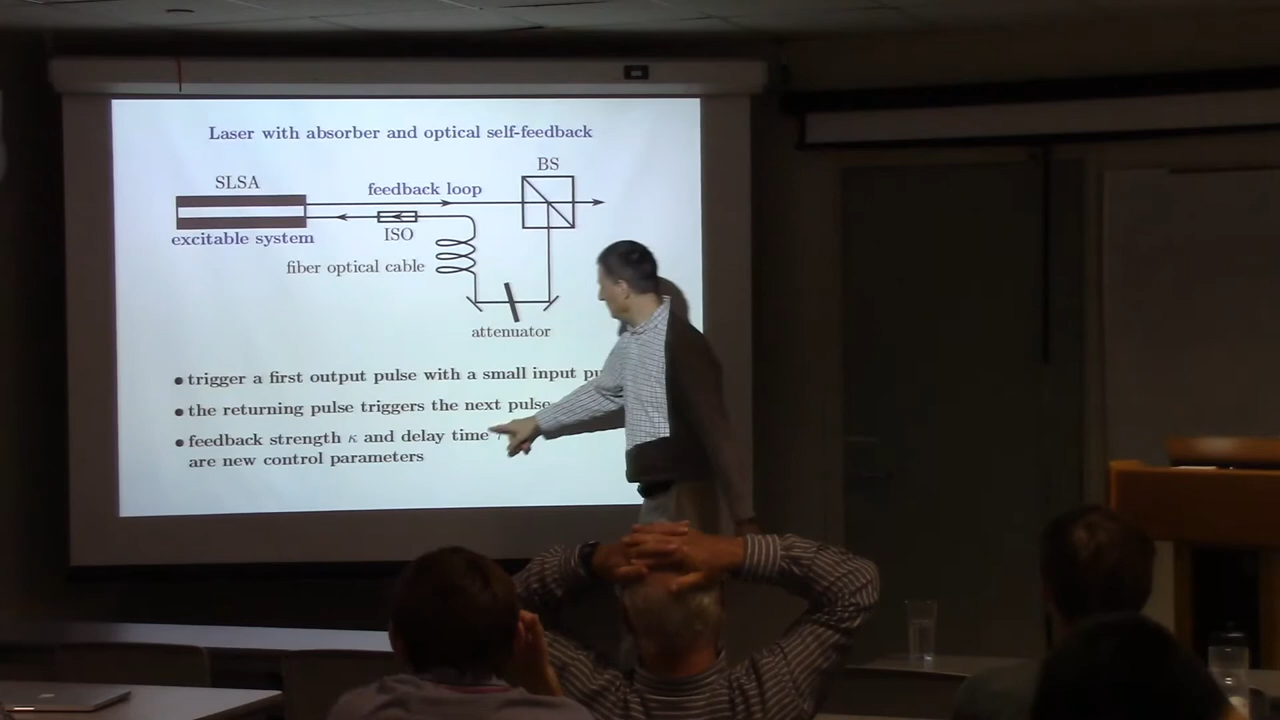 Laser with absorber and optical self-feedback
BS
SLSA
feedback loop
excitable system
ISO
fiber optical cable
attenuator
• trigger a first output pulse with a small input
• the returning pulse triggers the next pulse
• feedback strength κ and delay time
are new control parameters